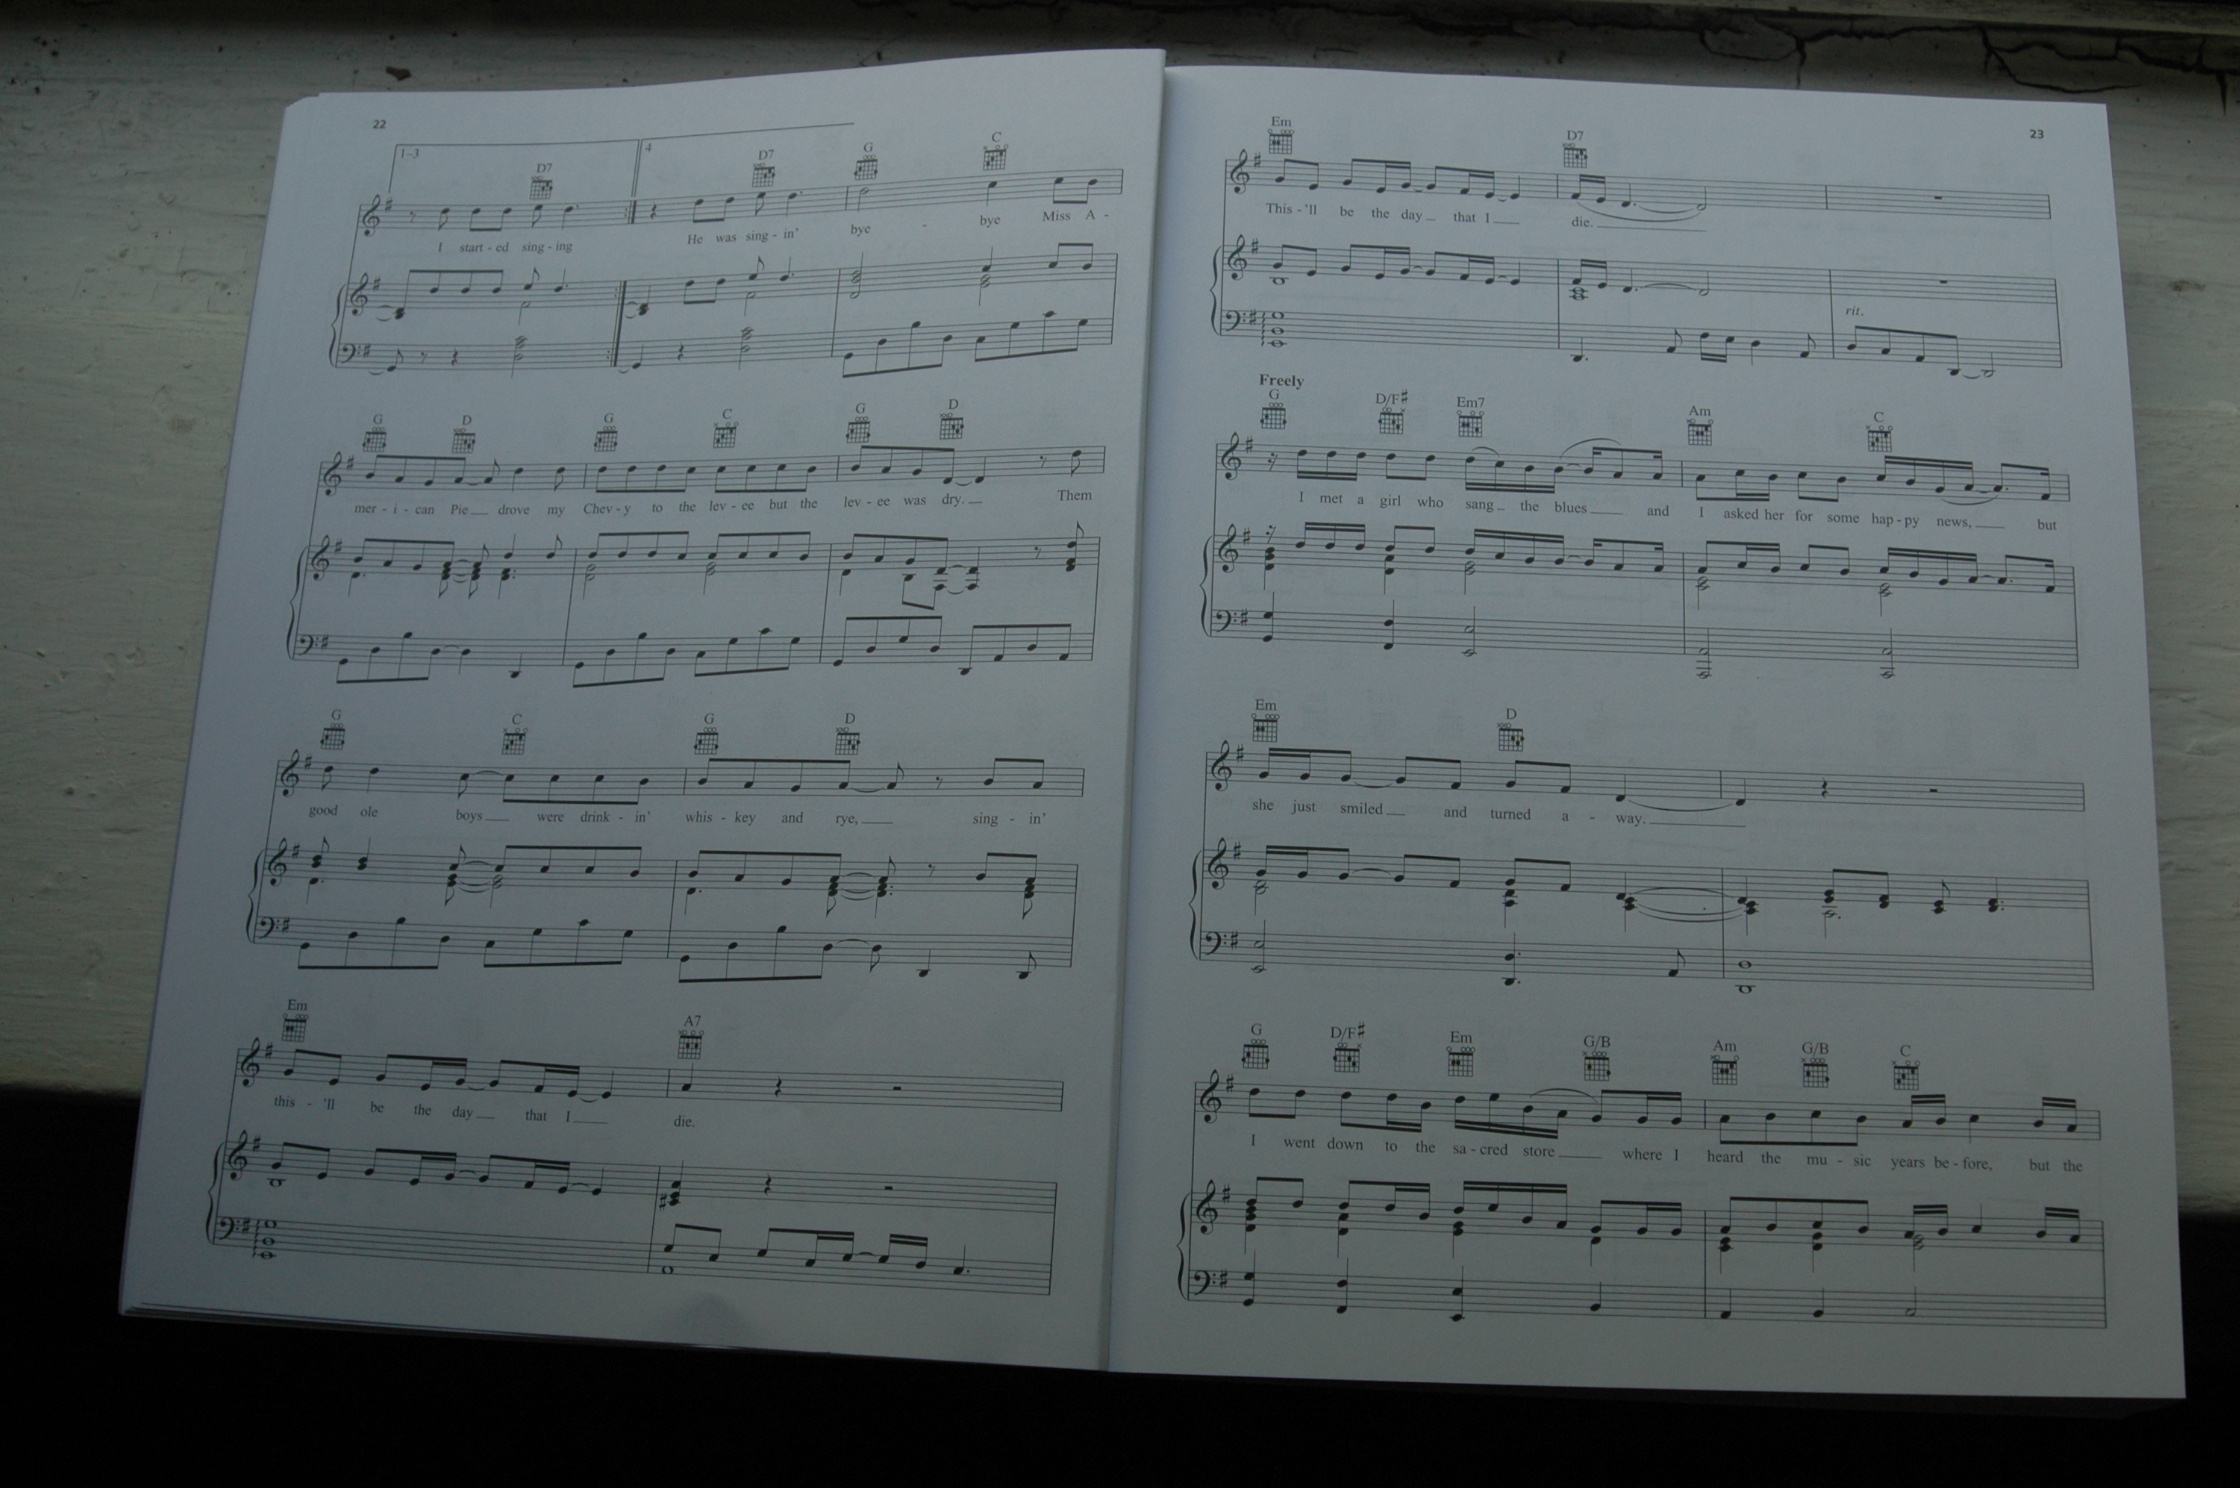 22
1–3 4
D7 D7 G C
I start - ed sing - ing He was sing - in' bye - bye Miss A -
G D G C G D
mer - i - can Pie drove my Chev - y to the lev - ee but the lev - ee was dry. Them
G C G D
good ole boys were drink - in' whis - key and rye, sing - in'
Em A7
this - 'll be the day that I die.
23
Em D7
This - 'll be the day that I die.
rit.
Freely
G D/F♯ Em7 Am C
I met a girl who sang the blues and I asked her for some hap - py news, but
Em D
she just smiled and turned a - way.
G D/F♯ Em G/B Am G/B C
I went down to the sa - cred store where I heard the mu - sic years be - fore, but the